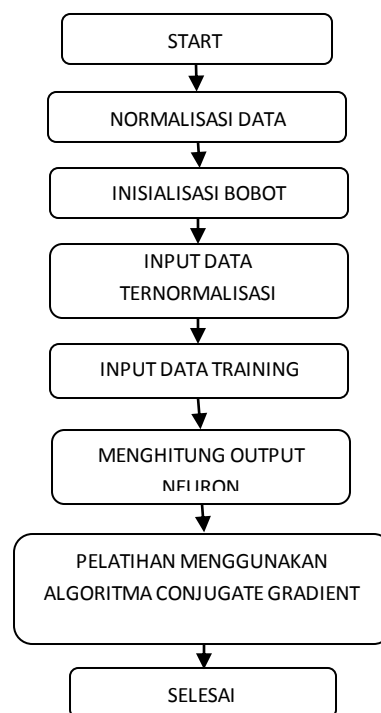 START
NORMALISASI DATA
INISIALISASI BOBOT
INPUT DATA
TERNORMALISASI
INPUT DATA TRAINING
MENGHITUNG OUTPUT
NEURON
PELATIHAN MENGGUNAKAN
ALGORITMA CONJUGATE GRADIENT
SELESAI